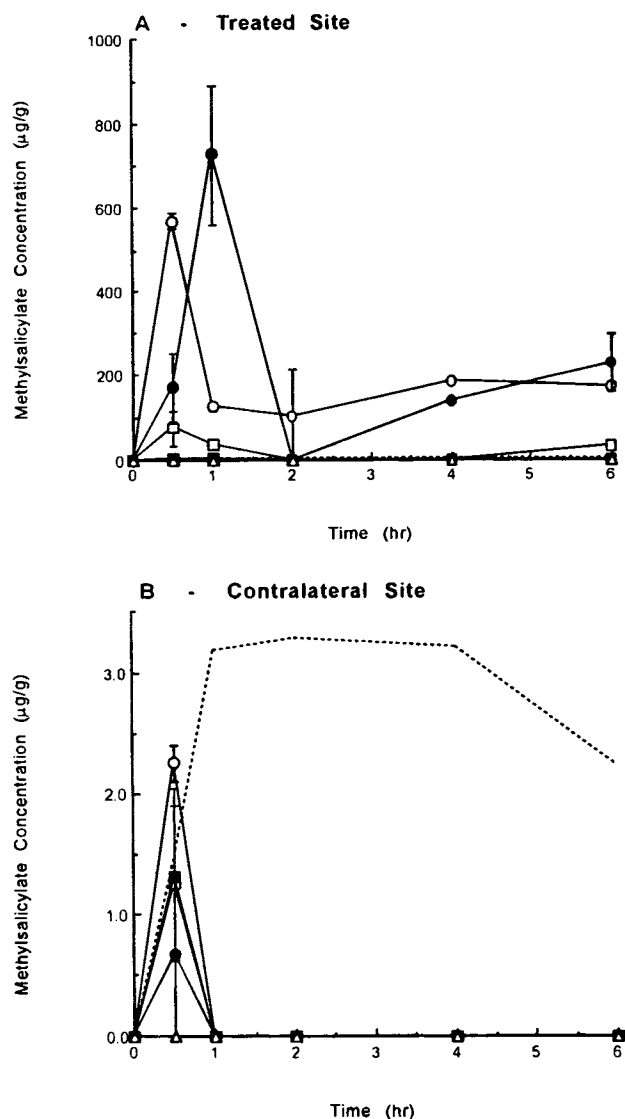 A - Treated Site
1000
800
600
400
200
0
Methylsalicylate Concentration (µg/g)
0 1 2 3 4 5 6
Time (hr)
B - Contralateral Site
3.0
2.0
1.0
0.0
Methylsalicylate Concentration (µg/g)
0 1 2 3 4 5 6
Time (hr)